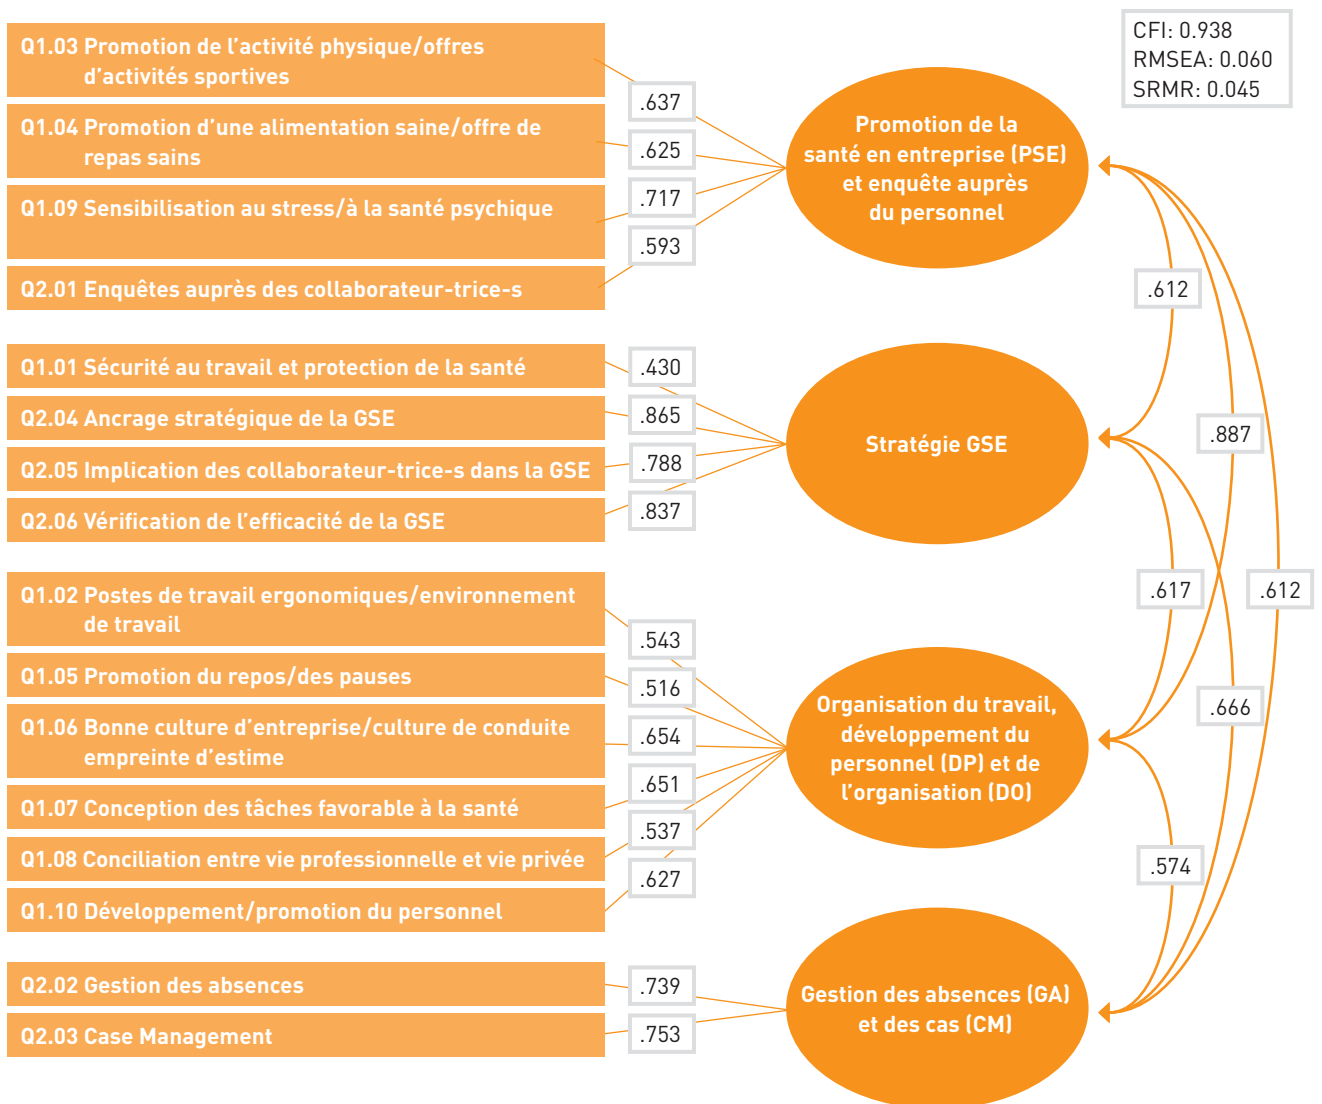 Q1.03 Promotion de l’activité physique/offres
d’activités sportives
Q1.04 Promotion d’une alimentation saine/offre de
repas sains
Q1.09 Sensibilisation au stress/à la santé psychique
Q2.01 Enquêtes auprès des collaborateur-trice-s
.637
.625
.717
.593
Promotion de la
santé en entreprise (PSE)
et enquête auprès
du personnel
CFI: 0.938
RMSEA: 0.060
SRMR: 0.045
Q1.01 Sécurité au travail et protection de la santé
Q2.04 Ancrage stratégique de la GSE
Q2.05 Implication des collaborateur-trice-s dans la GSE
Q2.06 Vérification de l’efficacité de la GSE
.430
.865
.788
.837
Stratégie GSE
Q1.02 Postes de travail ergonomiques/environnement
de travail
Q1.05 Promotion du repos/des pauses
Q1.06 Bonne culture d’entreprise/culture de conduite
empreinte d’estime
Q1.07 Conception des tâches favorable à la santé
Q1.08 Conciliation entre vie professionnelle et vie privée
Q1.10 Développement/promotion du personnel
.543
.516
.654
.651
.537
.627
Organisation du travail,
développement du
personnel (DP) et de
l’organisation (DO)
Q2.02 Gestion des absences
Q2.03 Case Management
.739
.753
Gestion des absences (GA)
et des cas (CM)
.612
.887
.617
.612
.666
.574